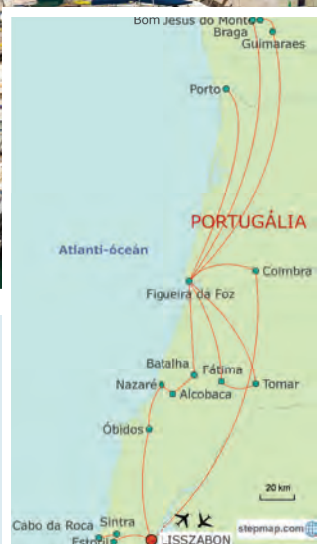 Bom Jesus do Monte
Braga
Guimaraes
Porto
PORTUGÁLIA
Atlanti-óceán
Coimbra
Figueira da Foz
Batalha
Fátima
Nazaré
Tomar
Alcobaca
Óbidos
20 km
stepmap.com
Cabo da Roca
Sintra
Estoril
LISSZABON